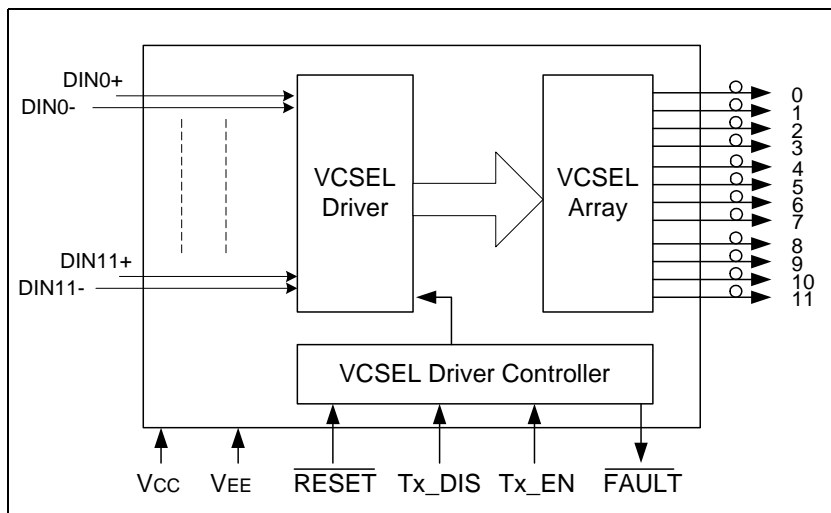 DIN0+
DIN0-
DIN11+
DIN11-
VCSEL
Driver
VCSEL
Array
0
1
2
3
4
5
6
7
8
9
10
11
VCSEL Driver Controller
VCC
VEE
RESET
Tx_DIS
Tx_EN
FAULT